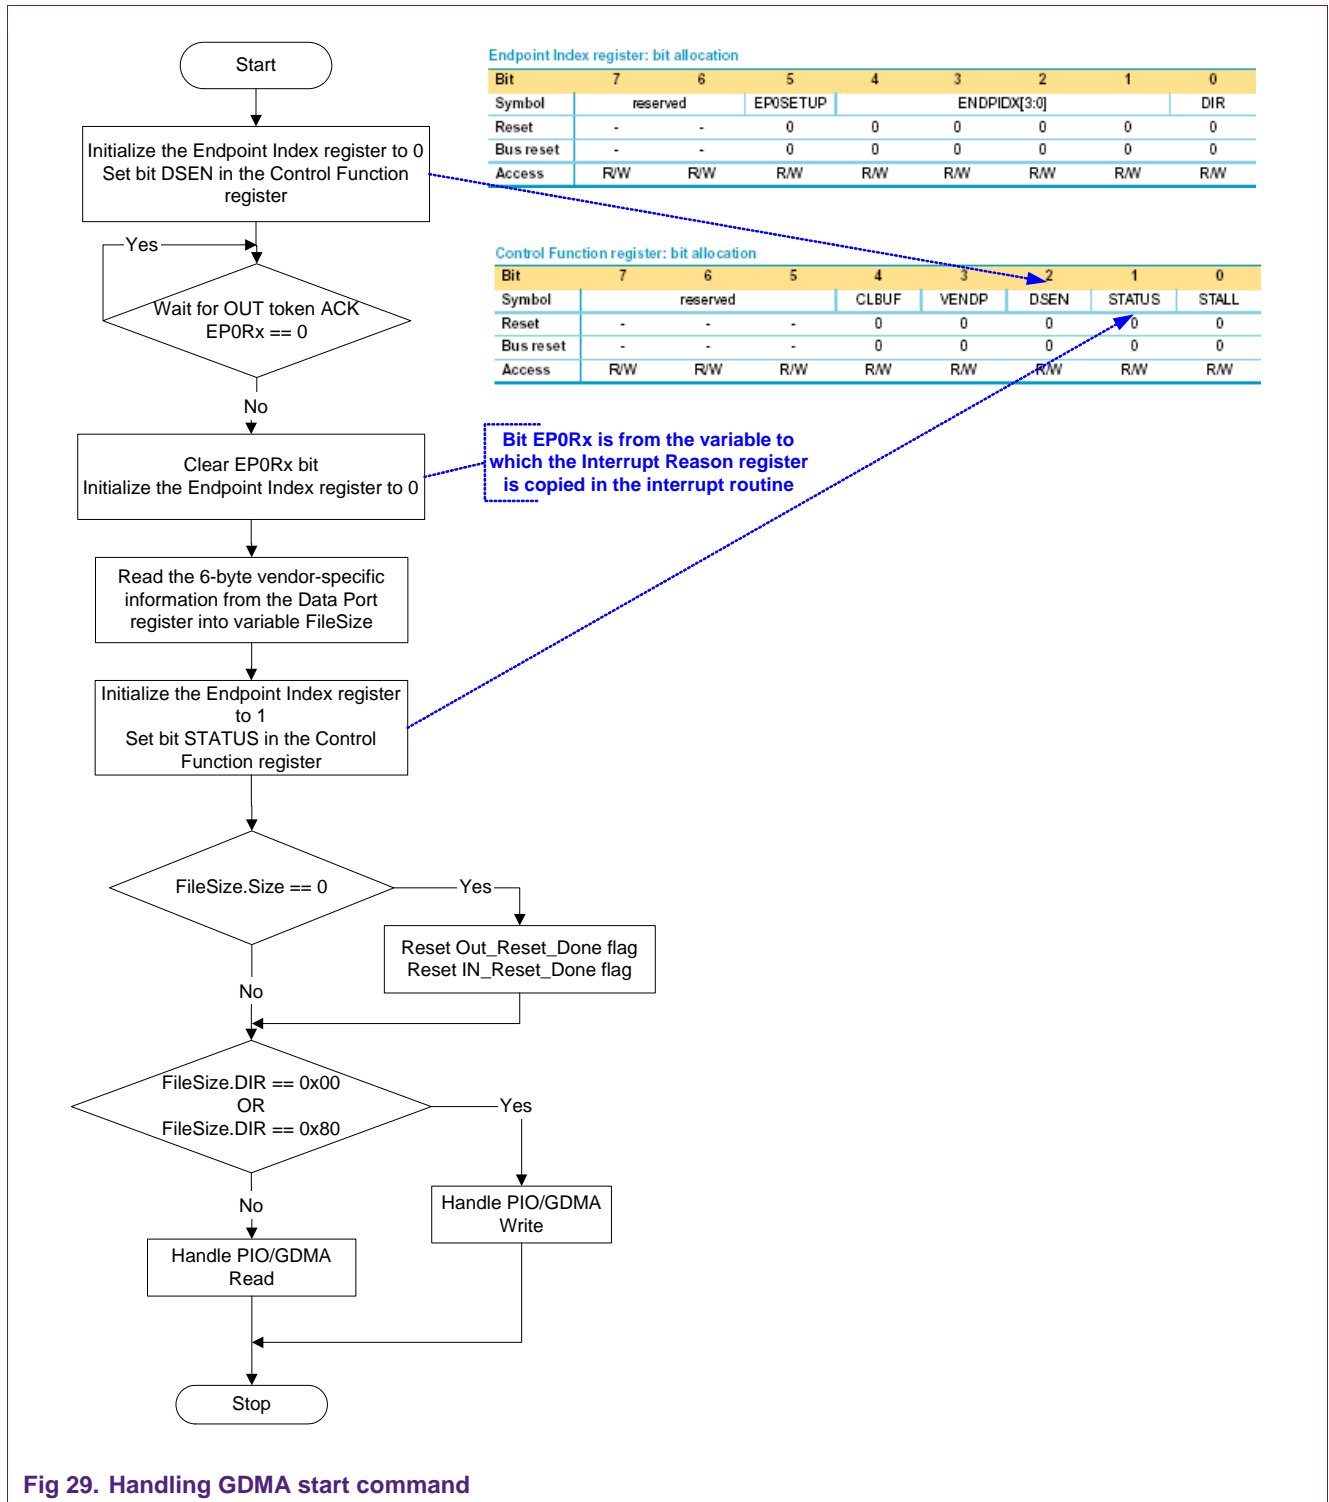 Start
Initialize the Endpoint Index register to 0
Set bit DSEN in the Control Function
register
Yes
Wait for OUT token ACK
EP0Rx == 0
No
Clear EP0Rx bit
Initialize the Endpoint Index register to 0
Read the 6-byte vendor-specific
information from the Data Port
register into variable FileSize
Initialize the Endpoint Index register
to 1
Set bit STATUS in the Control
Function register
FileSize.Size == 0
Yes
Reset Out_Reset_Done flag
Reset IN_Reset_Done flag
No
FileSize.DIR == 0x00
OR
FileSize.DIR == 0x80
Yes
No
Handle PIO/GDMA
Write
Handle PIO/GDMA
Read
Stop
Endpoint Index register: bit allocation
Bit 7 6 5 4 3 2 1 0
Symbol reserved EP0SETUP ENDPIDX[3:0] DIR
Reset - - 0 0 0 0 0 0
Bus reset - - 0 0 0 0 0 0
Access R/W R/W R/W R/W R/W R/W R/W R/W
Control Function register: bit allocation
Bit 7 6 5 4 3 2 1 0
Symbol reserved CLBUF VENDP DSEN STATUS STALL
Reset - - - 0 0 0 0 0
Bus reset - - - 0 0 0 0 0
Access R/W R/W R/W R/W R/W R/W R/W R/W
Bit EP0Rx is from the variable to
which the Interrupt Reason register
is copied in the interrupt routine
Fig 29. Handling GDMA start command